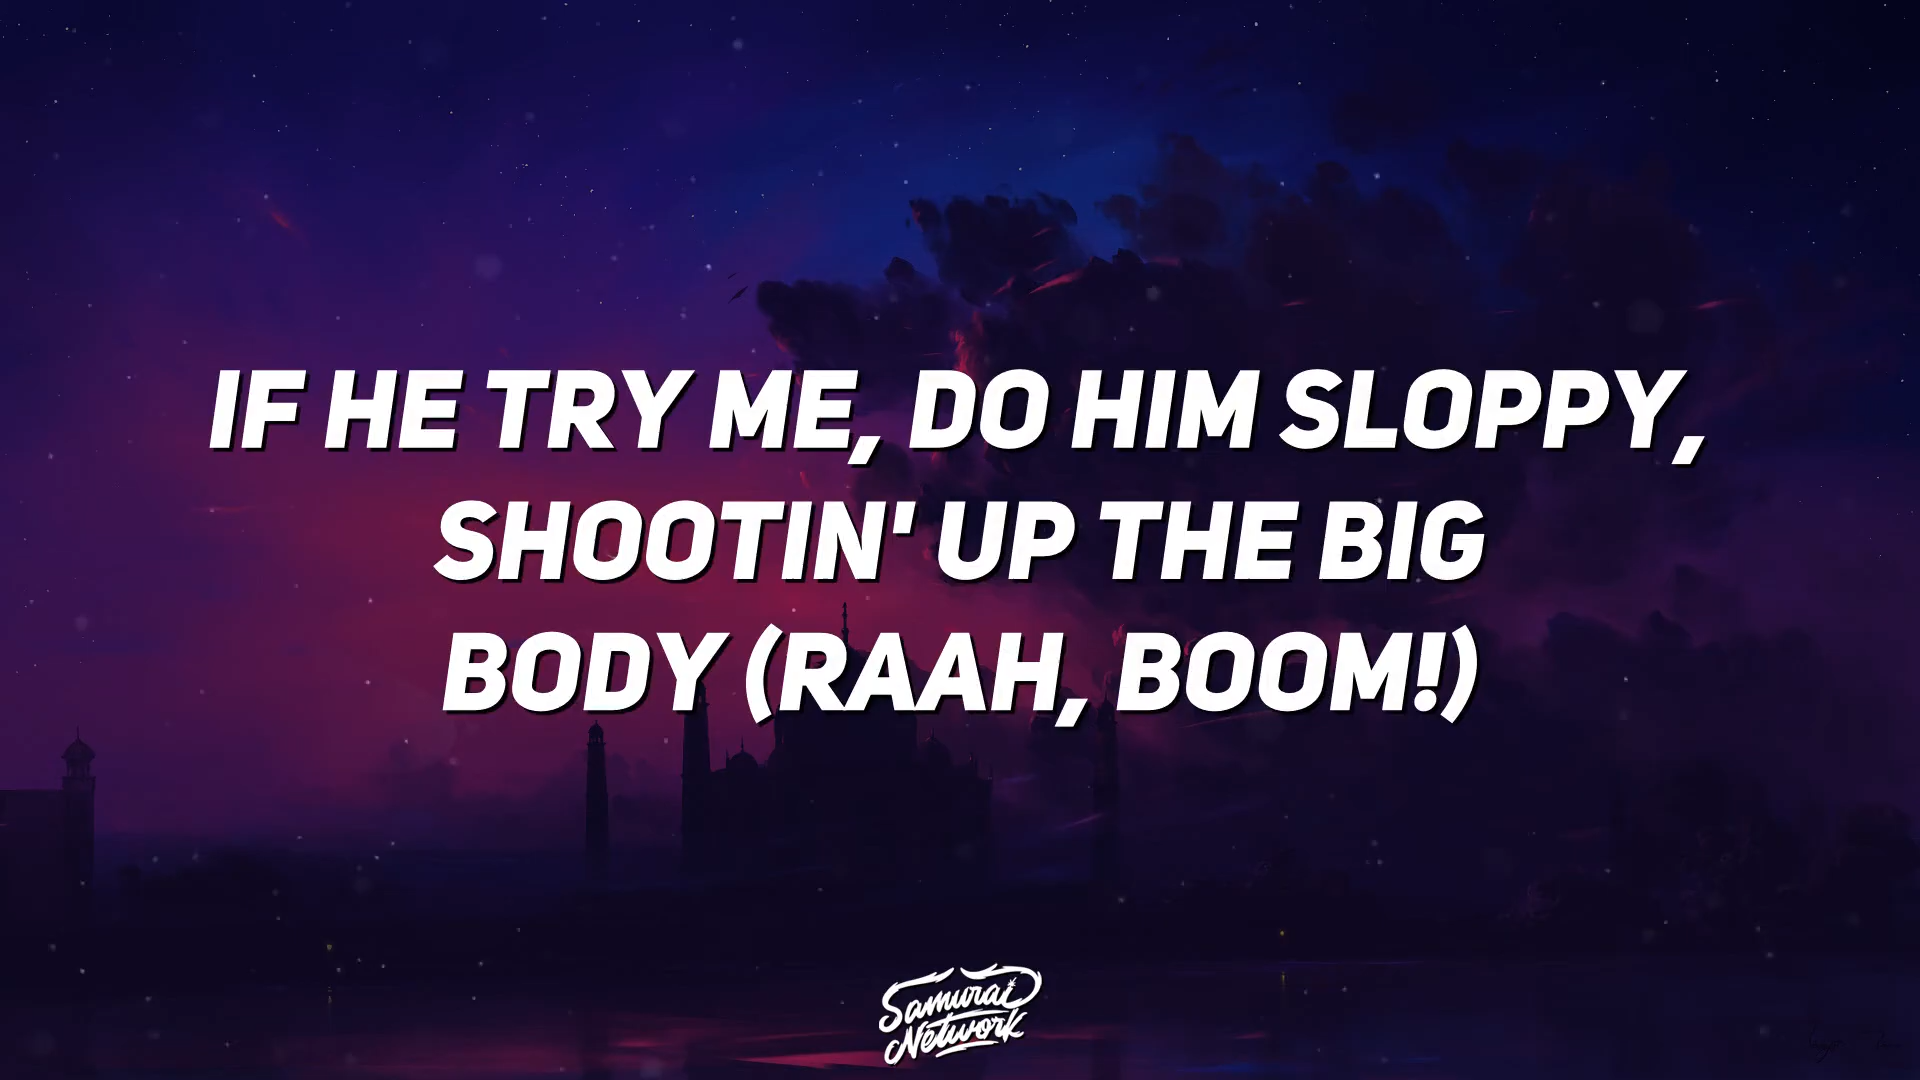 IF HE TRY ME, DO HIM SLOPPY,
SHOOTIN' UP THE BIG
BODY (RAAH, BOOM!)
Samurai
Network